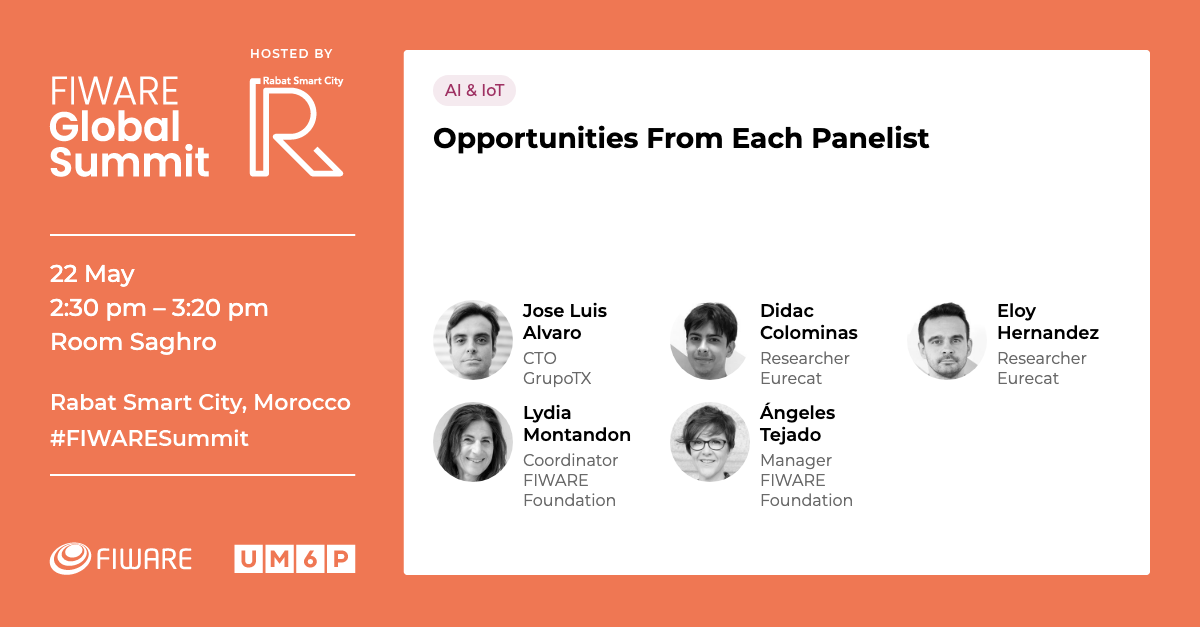 HOSTED BY
FIWARE
Global
Summit
Rabat Smart City
R
22 May
2:30 pm – 3:20 pm
Room Saghro
Rabat Smart City, Morocco
#FIWARESummit
FIWARE
UM6P
AI & IoT
Opportunities From Each Panelist
Jose Luis
Alvaro
CTO
GrupoTX
Didac
Colominas
Researcher
Eurecat
Eloy
Hernandez
Researcher
Eurecat
Lydia
Montandon
Coordinator
FIWARE
Foundation
Ángeles
Tejado
Manager
FIWARE
Foundation